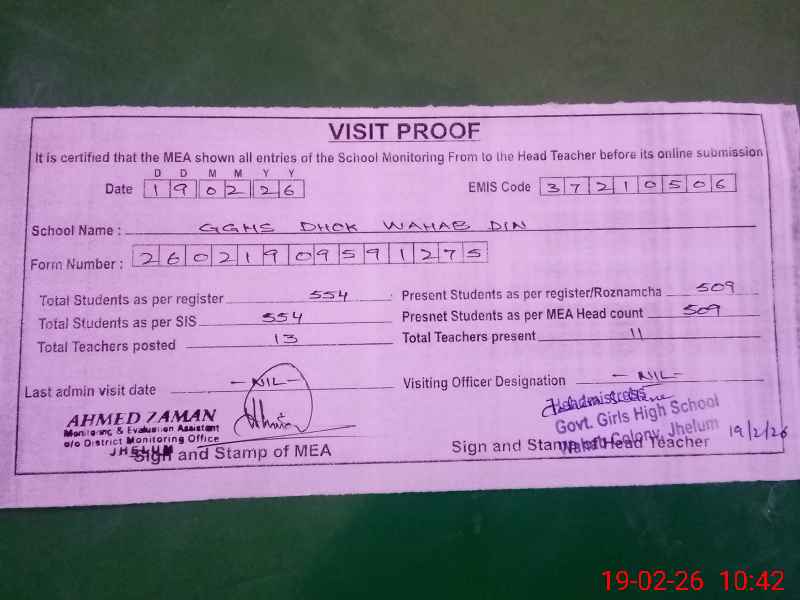 VISIT PROOF
It is certified that the MEA shown all entries of the School Monitoring From to the Head Teacher before its online submission
D D M M Y Y
Date 1 9 0 2 2 6 EMIS Code 3 7 2 1 0 5 0 6
School Name : GGHS DHOK WAHAB DIN
Form Number : 2 6 0 2 1 9 0 9 5 9 1 2 7 5
Total Students as per register 554 Present Students as per register/Roznamcha 509
Total Students as per SIS 554 Presnet Students as per MEA Head count 509
Total Teachers posted 13 Total Teachers present 11
Last admin visit date -NIL- Visiting Officer Designation -NIL-
AHMED ZAMAN
Monitoring & Evaluation Assistant
o/o District Monitoring Office
JHELUM
Sign and Stamp of MEA
Headmistress
Govt. Girls High School
Colony, Jhelum
19/2/26
Sign and Stamp of Head Teacher
19-02-26 10:42